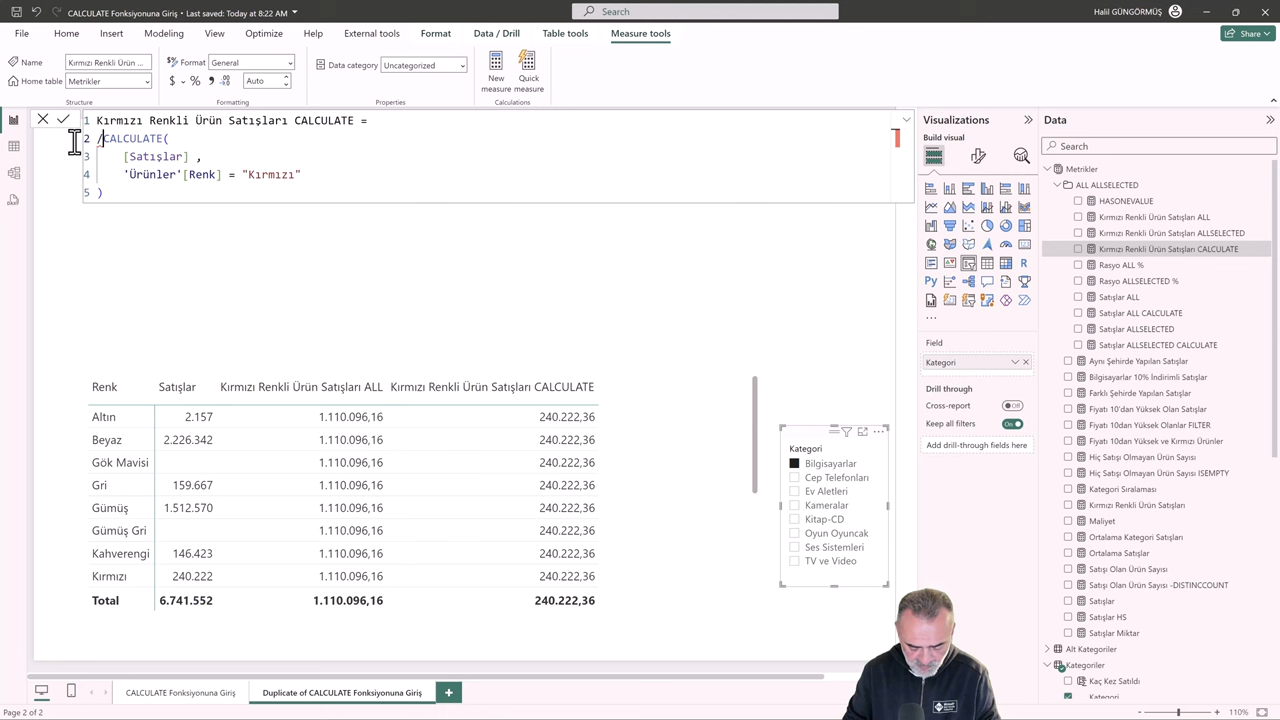 CALCULATE Fonksiyonuna Giriş • Last saved: Today at 8:22 AM
Search
Halil GÜNGÖRMÜŞ
File
Home
Insert
Modeling
View
Optimize
Help
External tools
Format
Data / Drill
Table tools
Measure tools
Share
Name
Kırmızı Renkli Ürün ...
Home table
Metrikler
Structure
Format
General
$
%
Auto
Formatting
Data category
Uncategorized
Properties
New measure
Quick measure
Calculations
1 Kırmızı Renkli Ürün Satışları CALCULATE =
2 /CALCULATE(
3 [Satışlar] ,
4 'Ürünler'[Renk] = "Kırmızı"
5 )
Renk Satışlar Kırmızı Renkli Ürün Satışları ALL Kırmızı Renkli Ürün Satışları CALCULATE
Altın 2.157 1.110.096,16 240.222,36
Beyaz 2.226.342 1.110.096,16 240.222,36
Gök Mavisi 1.110.096,16 240.222,36
Gri 159.667 1.110.096,16 240.222,36
Gümüş 1.512.570 1.110.096,16 240.222,36
Gümüş Gri 1.110.096,16 240.222,36
Kahverengi 146.423 1.110.096,16 240.222,36
Kırmızı 240.222 1.110.096,16 240.222,36
Total 6.741.552 1.110.096,16 240.222,36
Kategori
Bilgisayarlar
Cep Telefonları
Ev Aletleri
Kameralar
Kitap-CD
Oyun Oyuncak
Ses Sistemleri
TV ve Video
Visualizations
Build visual
R
Py
Field
Kategori
Drill through
Cross-report
Off
Keep all filters
On
Add drill-through fields here
Data
Search
Metrikler
ALL ALLSELECTED
HASONEVALUE
Kırmızı Renkli Ürün Satışları ALL
Kırmızı Renkli Ürün Satışları ALLSELECTED
Kırmızı Renkli Ürün Satışları CALCULATE
Rasyo ALL %
Rasyo ALLSELECTED %
Satışlar ALL
Satışlar ALL CALCULATE
Satışlar ALLSELECTED
Satışlar ALLSELECTED CALCULATE
Aynı Şehirde Yapılan Satışlar
Bilgisayarlar 10% İndirimli Satışlar
Farklı Şehirde Yapılan Satışlar
Fiyatı 10'dan Yüksek Olan Satışlar
Fiyatı 10dan Yüksek Olanlar FILTER
Fiyatı 10dan Yüksek ve Kırmızı Ürünler
Hiç Satışı Olmayan Ürün Sayısı
Hiç Satışı Olmayan Ürün Sayısı ISEMPTY
Kategori Sıralaması
Kırmızı Renkli Ürün Satışları
Maliyet
Ortalama Kategori Satışları
Ortalama Satışlar
Satışı Olan Ürün Sayısı
Satışı Olan Ürün Sayısı -DISTINCCOUNT
Satışlar
Satışlar HS
Satışlar Miktar
Alt Kategoriler
Kategoriler
Kaç Kez Satıldı
Kategori
CALCULATE Fonksiyonuna Giriş
Duplicate of CALCULATE Fonksiyonuna Giriş
Page 2 of 2
110%